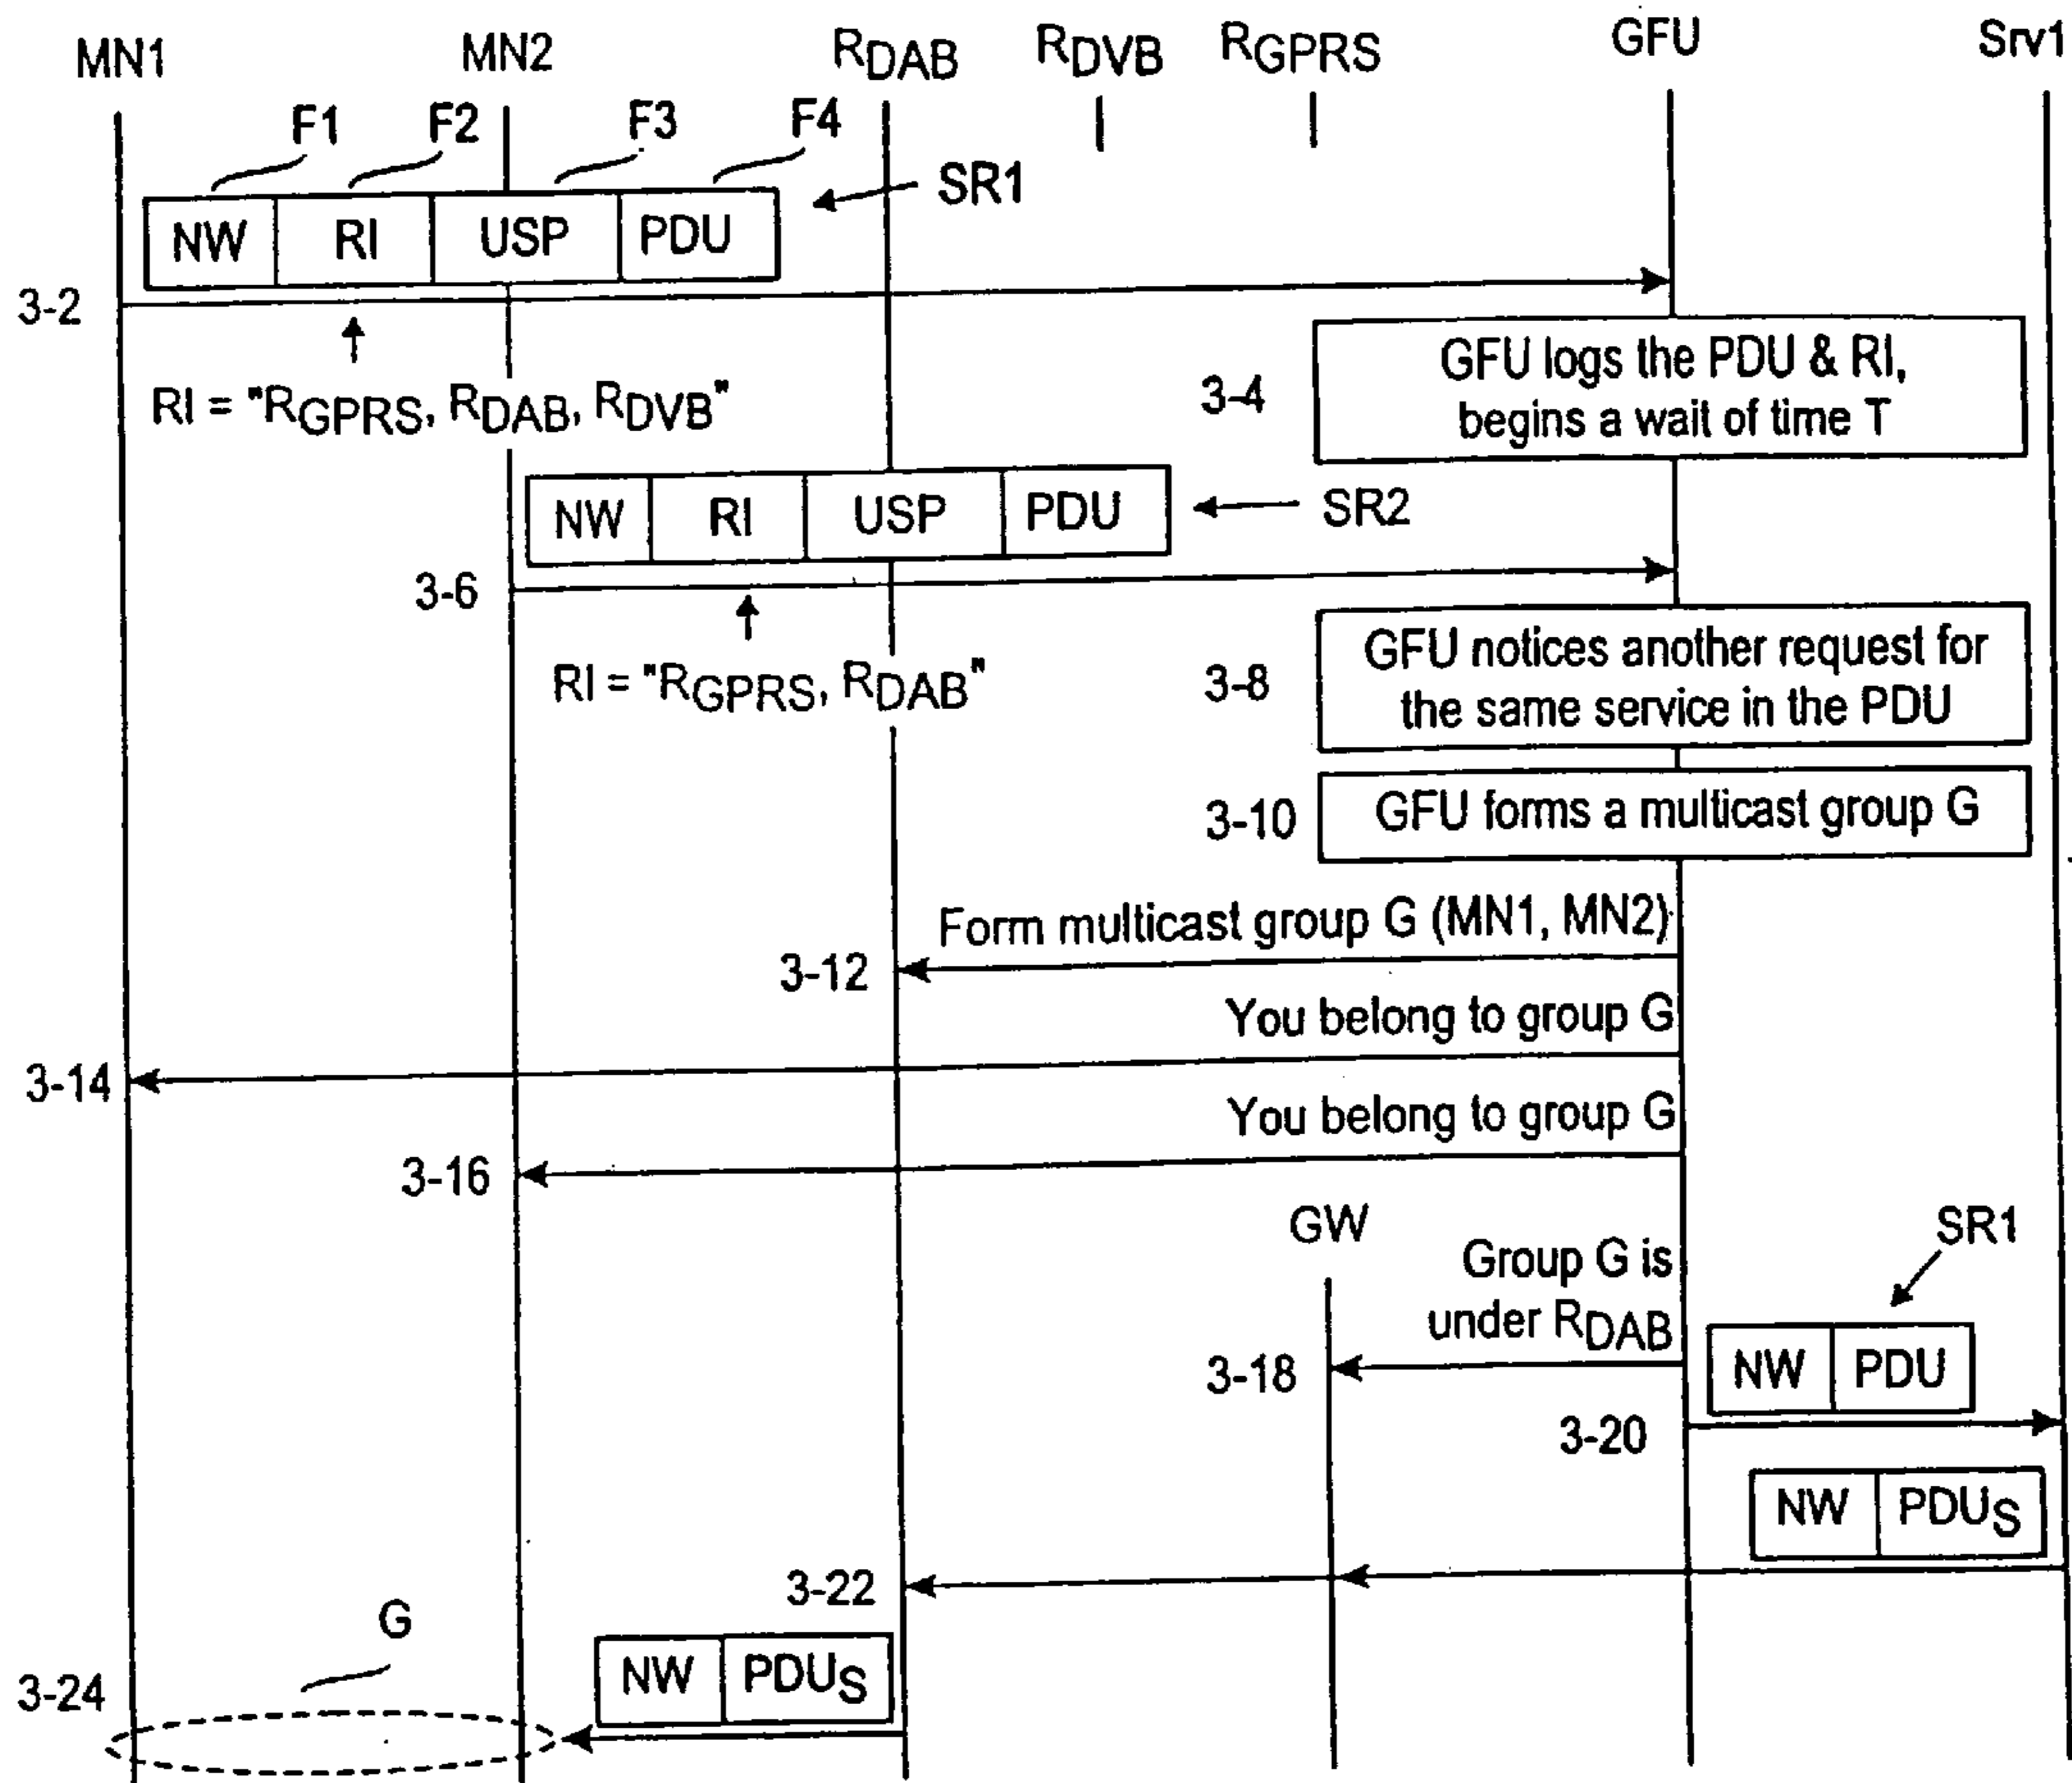 MN1 MN2 RDAB RDVB RGPRS GFU Srv1
F1 F2 F3 F4
SR1
NW RI USP PDU
3-2
RI = "RGPRS, RDAB, RDVB"
3-4
GFU logs the PDU & RI,
begins a wait of time T
NW RI USP PDU
SR2
3-6
RI = "RGPRS, RDAB"
3-8
GFU notices another request for
the same service in the PDU
3-10
GFU forms a multicast group G
Form multicast group G (MN1, MN2)
3-12
You belong to group G
3-14
You belong to group G
3-16
GW
Group G is
under RDAB
SR1
3-18
NW PDU
3-20
NW PDUS
3-22
G
NW PDUS
3-24